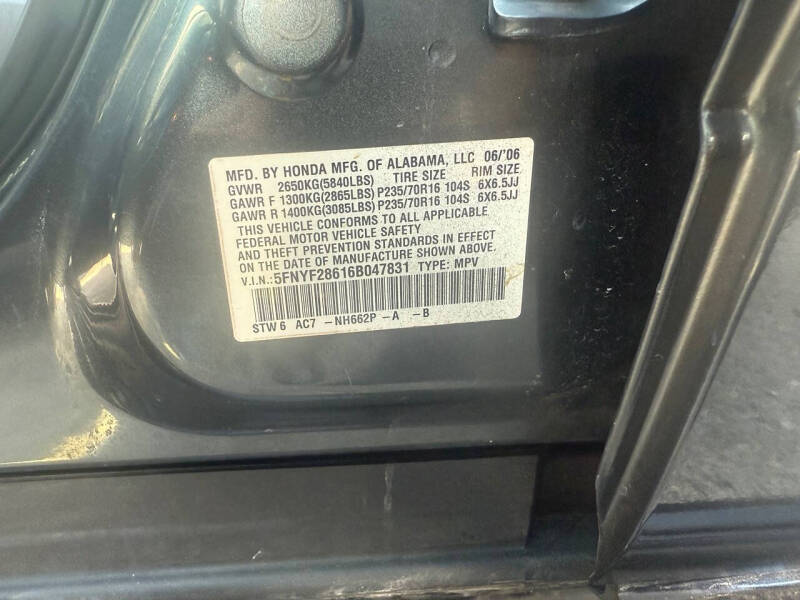 MFD. BY HONDA MFG. OF ALABAMA, LLC 06/'06
GVWR 2650KG(5840LBS) TIRE SIZE RIM SIZE
GAWR F 1300KG(2865LBS) P235/70R16 104S 6X6.5JJ
GAWR R 1400KG(3085LBS) P235/70R16 104S 6X6.5JJ
THIS VEHICLE CONFORMS TO ALL APPLICABLE
FEDERAL MOTOR VEHICLE SAFETY
AND THEFT PREVENTION STANDARDS IN EFFECT
ON THE DATE OF MANUFACTURE SHOWN ABOVE.
V.I.N.: 5FNYF28616B047831 TYPE: MPV
STW 6 AC7 -NH662P -A -B